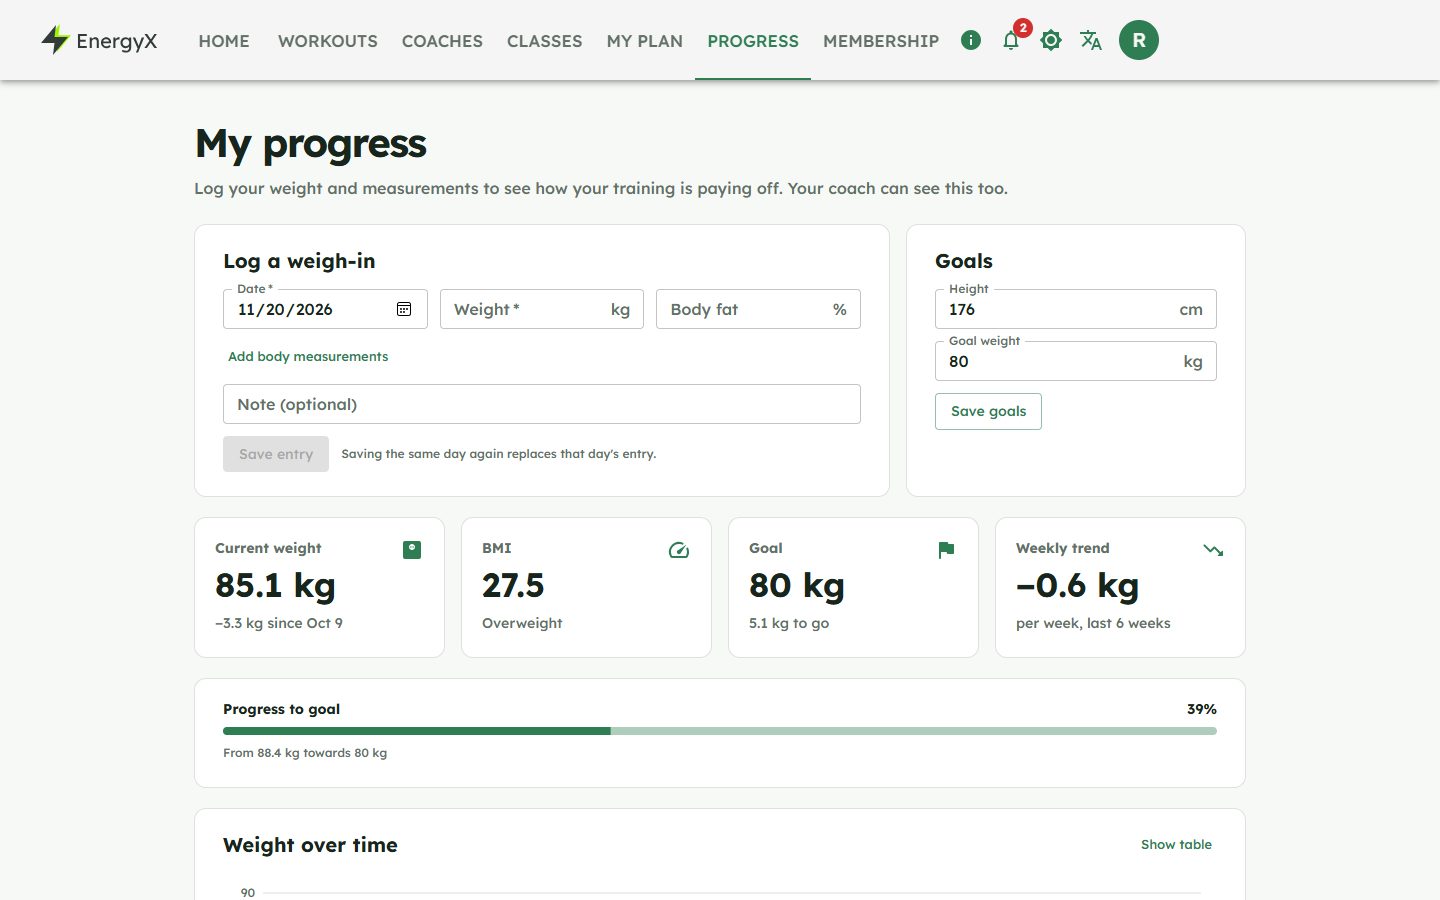 EnergyX
HOME WORKOUTS COACHES CLASSES MY PLAN PROGRESS MEMBERSHIP 2 R
My progress
Log your weight and measurements to see how your training is paying off. Your coach can see this too.
Log a weigh-in
Date *
11/20/2026
Weight * kg
Body fat %
Add body measurements
Note (optional)
Save entry
Saving the same day again replaces that day's entry.
Goals
Height
176 cm
Goal weight
80 kg
Save goals
Current weight
85.1 kg
−3.3 kg since Oct 9
BMI
27.5
Overweight
Goal
80 kg
5.1 kg to go
Weekly trend
−0.6 kg
per week, last 6 weeks
Progress to goal 39%
From 88.4 kg towards 80 kg
Weight over time Show table
90